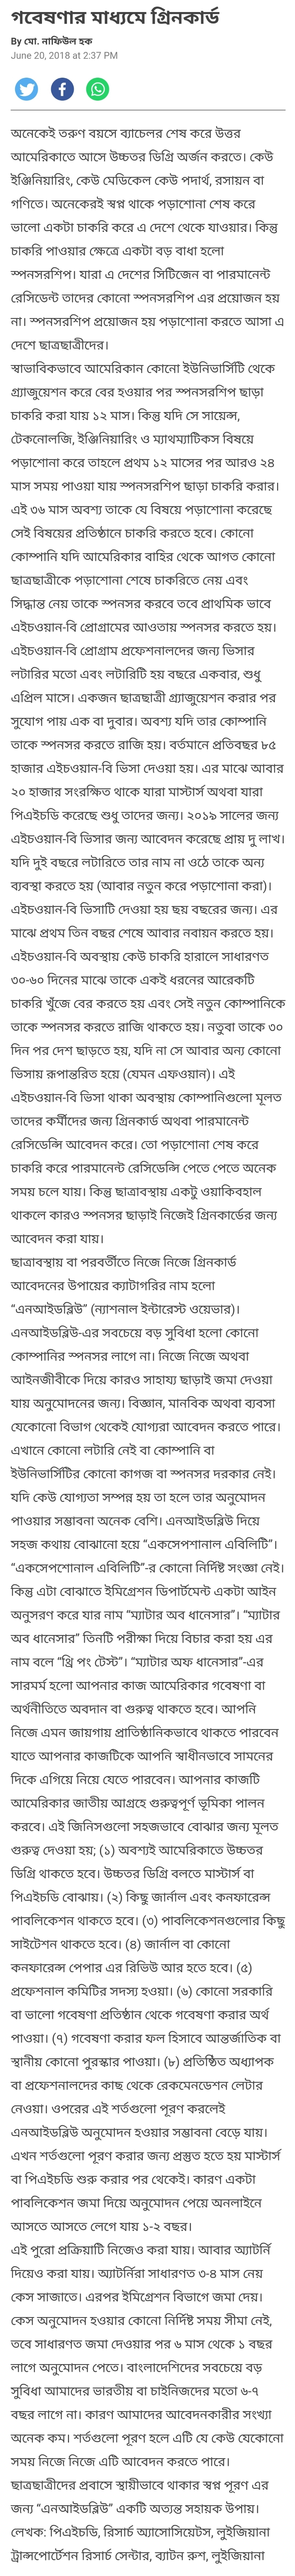 গবেষণার মাধ্যমে গ্রিনকার্ড
By মো. নাফিউল হক
June 20, 2018 at 2:37 PM
অনেকেই তরুণ বয়সে ব্যাচেলর শেষ করে উত্তর
আমেরিকাতে আসে উচ্চতর ডিগ্রি অর্জন করতে। কেউ
ইঞ্জিনিয়ারিং, কেউ মেডিকেল কেউ পদার্থ, রসায়ন বা
গণিতে। অনেকেরই স্বপ্ন থাকে পড়াশোনা শেষ করে
ভালো একটা চাকরি করে এ দেশে থেকে যাওয়ার। কিন্তু
চাকরি পাওয়ার ক্ষেত্রে একটা বড় বাধা হলো
স্পনসরশিপ। যারা এ দেশের সিটিজেন বা পারমানেন্ট
রেসিডেন্ট তাদের কোনো স্পনসরশিপ এর প্রয়োজন হয়
না। স্পনসরশিপ প্রয়োজন হয় পড়াশোনা করতে আসা এ
দেশে ছাত্রছাত্রীদের।
স্বাভাবিকভাবে আমেরিকান কোনো ইউনিভার্সিটি থেকে
গ্র্যাজুয়েশন করে বের হওয়ার পর স্পনসরশিপ ছাড়া
চাকরি করা যায় ১২ মাস। কিন্তু যদি সে সায়েন্স,
টেকনোলজি, ইঞ্জিনিয়ারিং ও ম্যাথম্যাটিকস বিষয়ে
পড়াশোনা করে তাহলে প্রথম ১২ মাসের পর আরও ২৪
মাস সময় পাওয়া যায় স্পনসরশিপ ছাড়া চাকরি করার।
এই ৩৬ মাস অবশ্য তাকে যে বিষয়ে পড়াশোনা করেছে
সেই বিষয়ের প্রতিষ্ঠানে চাকরি করতে হবে। কোনো
কোম্পানি যদি আমেরিকার বাহির থেকে আগত কোনো
ছাত্রছাত্রীকে পড়াশোনা শেষে চাকরিতে নেয় এবং
সিদ্ধান্ত নেয় তাকে স্পনসর করবে তবে প্রাথমিক ভাবে
এইচওয়ান-বি প্রোগ্রামের আওতায় স্পনসর করতে হয়।
এইচওয়ান-বি প্রোগ্রাম প্রফেশনালদের জন্য ভিসার
লটারির মতো এবং লটারিটি হয় বছরে একবার, শুধু
এপ্রিল মাসে। একজন ছাত্রছাত্রী গ্র্যাজুয়েশন করার পর
সুযোগ পায় এক বা দুবার। অবশ্য যদি তার কোম্পানি
তাকে স্পনসর করতে রাজি হয়। বর্তমানে প্রতিবছর ৮৫
হাজার এইচওয়ান-বি ভিসা দেওয়া হয়। এর মাঝে আবার
২০ হাজার সংরক্ষিত থাকে যারা মাস্টার্স অথবা যারা
পিএইচডি করেছে শুধু তাদের জন্য। ২০১৯ সালের জন্য
এইচওয়ান-বি ভিসার জন্য আবেদন করেছে প্রায় দু লাখ।
যদি দুই বছরে লটারিতে তার নাম না ওঠে তাকে অন্য
ব্যবস্থা করতে হয় (আবার নতুন করে পড়াশোনা করা)।
এইচওয়ান-বি ভিসাটি দেওয়া হয় ছয় বছরের জন্য। এর
মাঝে প্রথম তিন বছর শেষে আবার নবায়ন করতে হয়।
এইচওয়ান-বি অবস্থায় কেউ চাকরি হারালে সাধারণত
৩০-৬০ দিনের মাঝে তাকে একই ধরনের আরেকটি
চাকরি খুঁজে বের করতে হয় এবং সেই নতুন কোম্পানিকে
তাকে স্পনসর করতে রাজি থাকতে হয়। নতুবা তাকে ৩০
দিন পর দেশ ছাড়তে হয়, যদি না সে আবার অন্য কোনো
ভিসায় রূপান্তরিত হয়ে (যেমন এফওয়ান)। এই
এইচওয়ান-বি ভিসা থাকা অবস্থায় কোম্পানিগুলো মূলত
তাদের কর্মীদের জন্য গ্রিনকার্ড অথবা পারমানেন্ট
রেসিডেন্সি আবেদন করে। তো পড়াশোনা শেষ করে
চাকরি করে পারমানেন্ট রেসিডেন্সি পেতে পেতে অনেক
সময় চলে যায়। কিন্তু ছাত্রাবস্থায় একটু ওয়াকিবহাল
থাকলে কারও স্পনসর ছাড়াই নিজেই গ্রিনকার্ডের জন্য
আবেদন করা যায়।
ছাত্রাবস্থায় বা পরবর্তীতে নিজে নিজে গ্রিনকার্ড
আবেদনের উপায়ের ক্যাটাগরির নাম হলো
“এনআইডব্লিউ” (ন্যাশনাল ইন্টারেস্ট ওয়েভার)।
এনআইডব্লিউ-এর সবচেয়ে বড় সুবিধা হলো কোনো
কোম্পানির স্পনসর লাগে না। নিজে নিজে অথবা
আইনজীবীকে দিয়ে কারও সাহায্য ছাড়াই জমা দেওয়া
যায় অনুমোদনের জন্য। বিজ্ঞান, মানবিক অথবা ব্যবসা
যেকোনো বিভাগ থেকেই যোগ্যরা আবেদন করতে পারে।
এখানে কোনো লটারি নেই বা কোম্পানি বা
ইউনিভার্সিটির কোনো কাগজ বা স্পনসর দরকার নেই।
যদি কেউ যোগ্যতা সম্পন্ন হয় তা হলে তার অনুমোদন
পাওয়ার সম্ভাবনা অনেক বেশি। এনআইডব্লিউ দিয়ে
সহজ কথায় বোঝানো হয়ে “একসেপশানাল এবিলিটি”।
“একসেপশোনাল এবিলিটি”-র কোনো নির্দিষ্ট সংজ্ঞা নেই।
কিন্তু এটা বোঝাতে ইমিগ্রেশন ডিপার্টমেন্ট একটা আইন
অনুসরণ করে যার নাম “ম্যাটার অব ধানেসার”। “ম্যাটার
অব ধানেসার” তিনটি পরীক্ষা দিয়ে বিচার করা হয় এর
নাম বলে “থ্রি পং টেস্ট”। “ম্যাটার অফ ধানেসার”-এর
সারমর্ম হলো আপনার কাজ আমেরিকার গবেষণা বা
অর্থনীতিতে অবদান বা গুরুত্ব থাকতে হবে। আপনি
নিজে এমন জায়গায় প্রাতিষ্ঠানিকভাবে থাকতে পারবেন
যাতে আপনার কাজটিকে আপনি স্বাধীনভাবে সামনের
দিকে এগিয়ে নিয়ে যেতে পারবেন। আপনার কাজটি
আমেরিকার জাতীয় আগ্রহে গুরুত্বপূর্ণ ভূমিকা পালন
করবে। এই জিনিসগুলো সহজভাবে বোঝার জন্য মূলত
গুরুত্ব দেওয়া হয়; (১) অবশ্যই আমেরিকাতে উচ্চতর
ডিগ্রি থাকতে হবে। উচ্চতর ডিগ্রি বলতে মাস্টার্স বা
পিএইচডি বোঝায়। (২) কিছু জার্নাল এবং কনফারেন্স
পাবলিকেশন থাকতে হবে। (৩) পাবলিকেশনগুলোর কিছু
সাইটেশন থাকতে হবে। (৪) জার্নাল বা কোনো
কনফারেন্স পেপার এর রিভিউ আর হতে হবে। (৫)
প্রফেশনাল কমিটির সদস্য হওয়া। (৬) কোনো সরকারি
বা ভালো গবেষণা প্রতিষ্ঠান থেকে গবেষণা করার অর্থ
পাওয়া। (৭) গবেষণা করার ফল হিসাবে আন্তর্জাতিক বা
স্থানীয় কোনো পুরস্কার পাওয়া। (৮) প্রতিষ্ঠিত অধ্যাপক
বা প্রফেশনালদের কাছ থেকে রেকমেনডেশন লেটার
নেওয়া। ওপরের এই শর্তগুলো পূরণ করলেই
এনআইডব্লিউ অনুমোদন হওয়ার সম্ভাবনা বেড়ে যায়।
এখন শর্তগুলো পূরণ করার জন্য প্রস্তুত হতে হয় মাস্টার্স
বা পিএইচডি শুরু করার পর থেকেই। কারণ একটা
পাবলিকেশন জমা দিয়ে অনুমোদন পেয়ে অনলাইনে
আসতে আসতে লেগে যায় ১-২ বছর।
এই পুরো প্রক্রিয়াটি নিজেও করা যায়। আবার অ্যাটর্নি
দিয়েও করা যায়। অ্যাটর্নিরা সাধারণত ৩-৪ মাস নেয়
কেস সাজাতে। এরপর ইমিগ্রেশন বিভাগে জমা দেয়।
কেস অনুমোদন হওয়ার কোনো নির্দিষ্ট সময় সীমা নেই,
তবে সাধারণত জমা দেওয়ার পর ৬ মাস থেকে ১ বছর
লাগে অনুমোদন পেতে। বাংলাদেশিদের সবচেয়ে বড়
সুবিধা আমাদের ভারতীয় বা চাইনিজদের মতো ৬-৭
বছর লাগে না। কারণ আমাদের আবেদনকারীর সংখ্যা
অনেক কম। শর্তগুলো পূরণ হলে এটি যে কেউ যেকোনো
সময় নিজে নিজে এটি আবেদন করতে পারে।
ছাত্রছাত্রীদের প্রবাসে স্থায়ীভাবে থাকার স্বপ্ন পূরণ এর
জন্য “এনআইডব্লিউ” একটি অত্যন্ত সহায়ক উপায়।
লেখক: পিএইচডি, রিসার্চ অ্যাসোসিয়েটস, লুইজিয়ানা
ট্রান্সপোর্টেশন রিসার্চ সেন্টার, ব্যাটন রুশ, লুইজিয়ানা